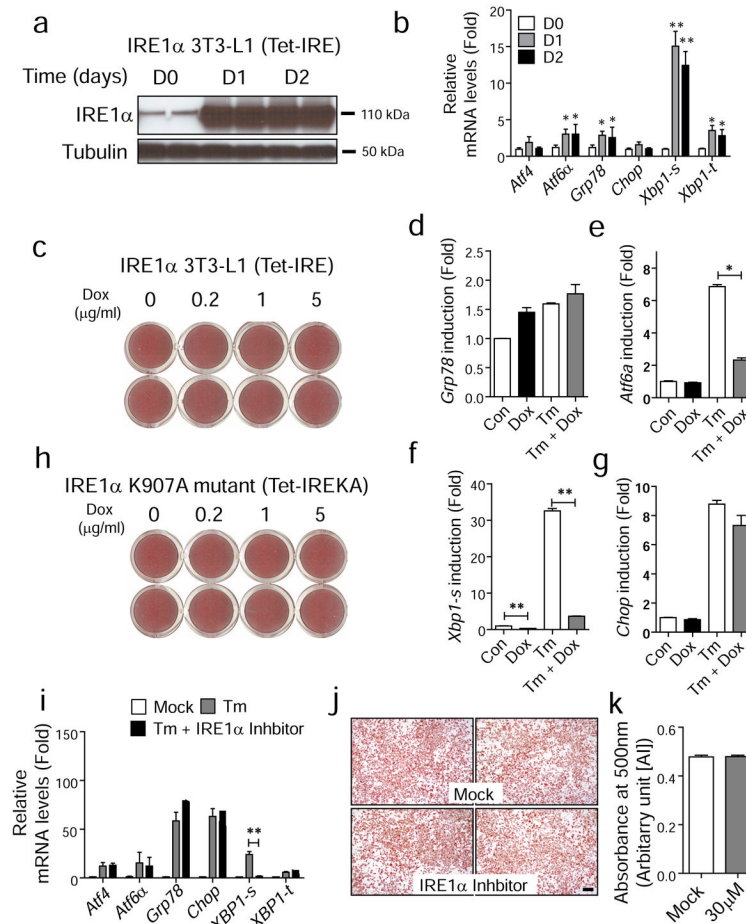 a
IRE1α 3T3-L1 (Tet-IRE)
Time (days) D0 D1 D2
IRE1α 110 kDa
Tubulin 50 kDa
b
Relative
mRNA levels (Fold)
20
15
10
5
0
D0
D1
D2
* * * * ** ** * *
Atf4 Atf6α Grp78 Chop Xbp1-s Xbp1-t
c
IRE1α 3T3-L1 (Tet-IRE)
Dox
(µg/ml)
0 0.2 1 5
d
Grp78 induction (Fold)
2.5
2.0
1.5
1.0
0.5
0.0
Con Dox Tm Tm + Dox
e
Atf6a induction (Fold)
8
6
4
2
0
*
Con Dox Tm Tm + Dox
h
IRE1α K907A mutant (Tet-IREKA)
Dox
(µg/ml)
0 0.2 1 5
f
Xbp1-s induction (Fold)
40
30
20
10
0
** **
Con Dox Tm Tm + Dox
g
Chop induction (Fold)
10
8
6
4
2
0
Con Dox Tm Tm + Dox
i
Mock Tm
Tm + IRE1α Inhbitor
Relative
mRNA levels (Fold)
150
100
50
0
**
Atf4 Atf6α Grp78 Chop XBP1-s XBP1-t
j
Mock
IRE1α Inhbitor
k
Absorbance at 500nm
(Arbitarry unit [AI])
0.6
0.4
0.2
0.0
Mock 30µM